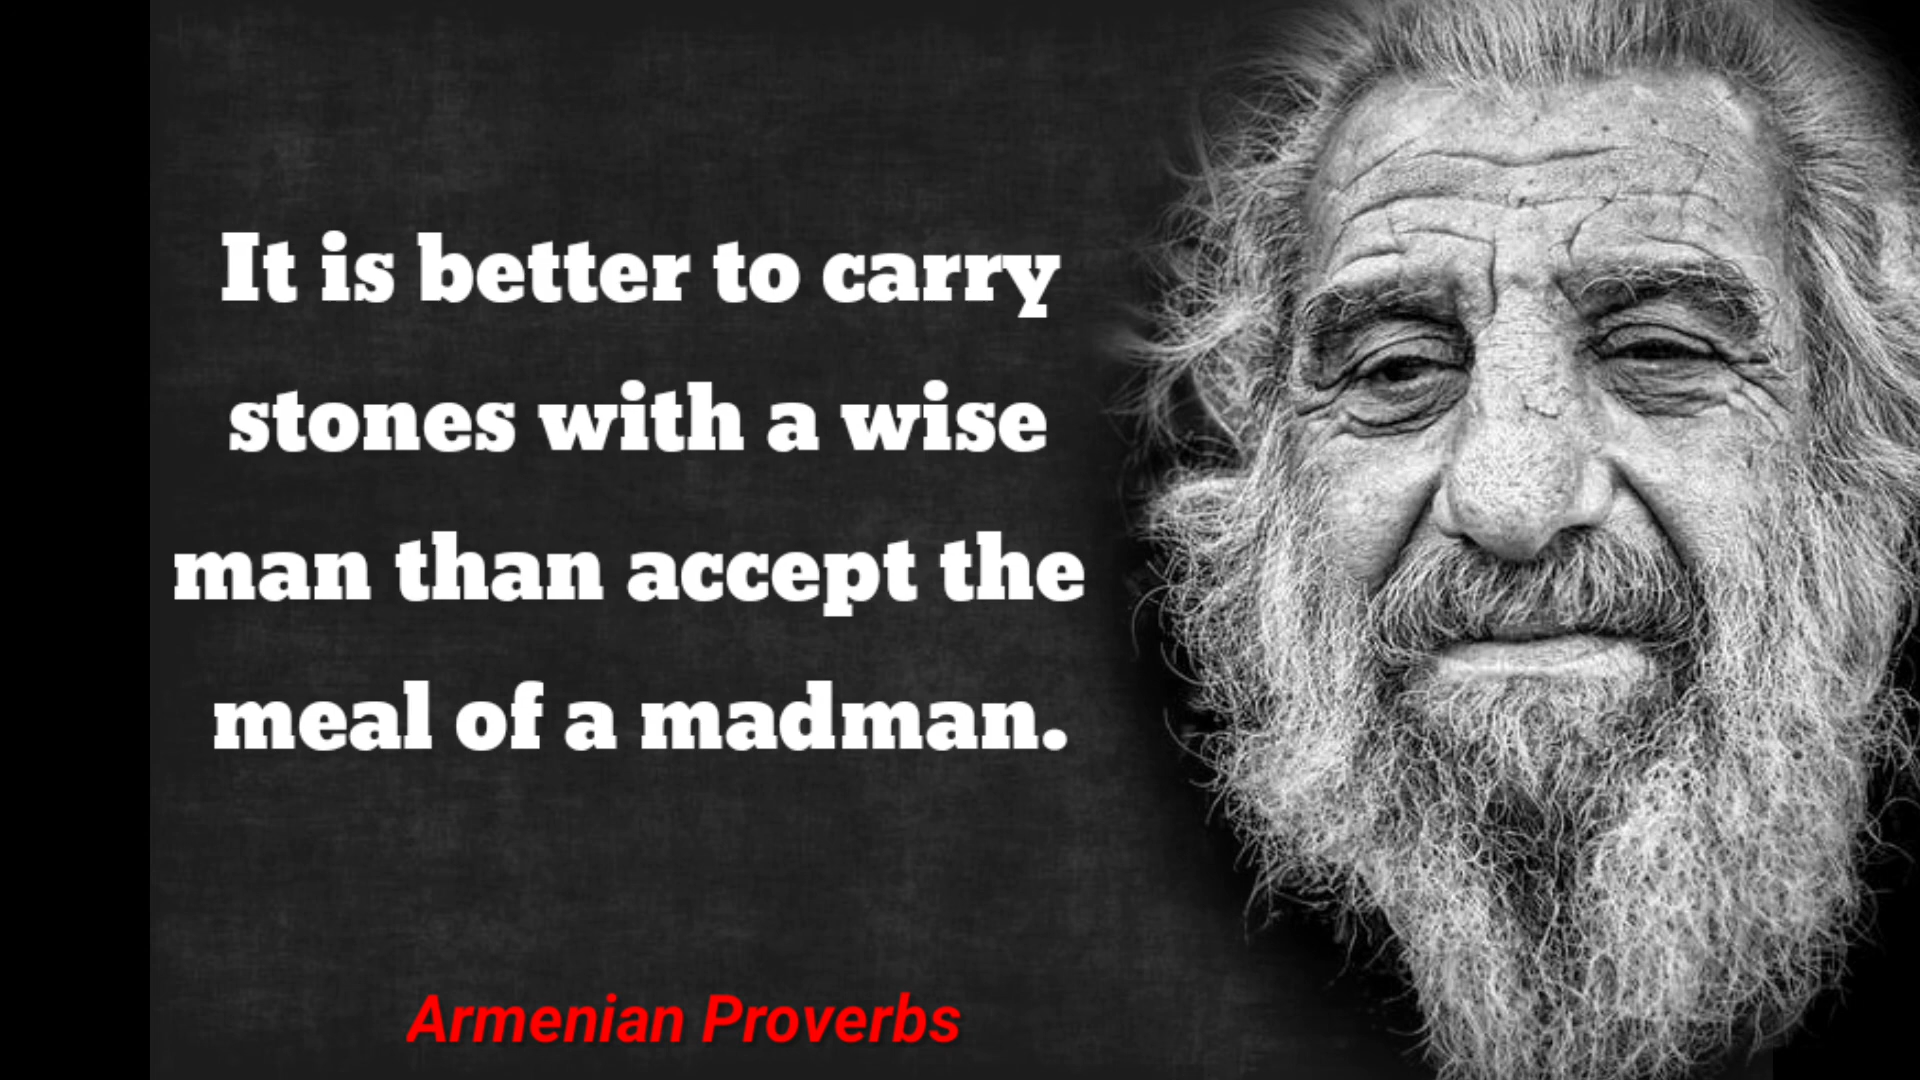 It is better to carry
stones with a wise
man than accept the
meal of a madman.
Armenian Proverbs